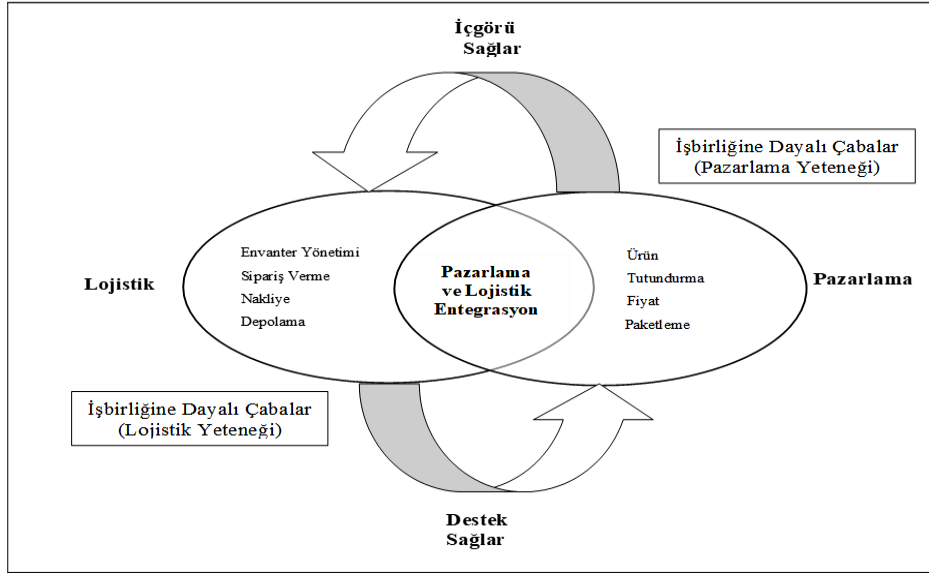 İçgörü
Sağlar
İşbirliğine Dayalı Çabalar
(Pazarlama Yeteneği)
Lojistik
Envanter Yönetimi
Sipariş Verme
Nakliye
Depolama
Pazarlama
ve Lojistik
Entegrasyon
Ürün
Tutundurma
Fiyat
Paketleme
Pazarlama
İşbirliğine Dayalı Çabalar
(Lojistik Yeteneği)
Destek
Sağlar